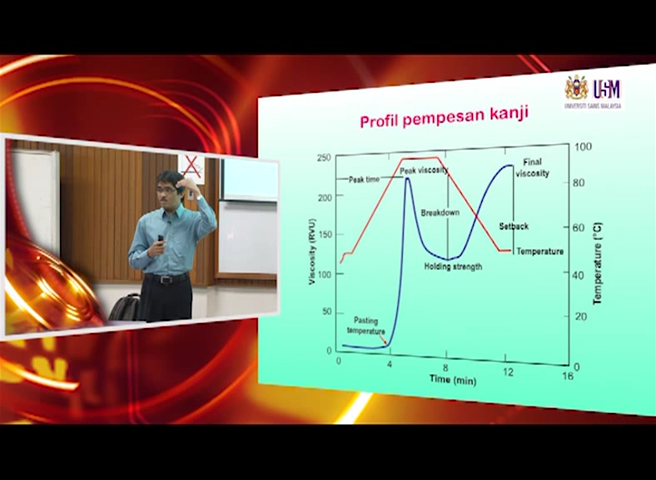 USM
UNIVERSITI SAINS MALAYSIA
Profil pempesan kanji
250
200
150
100
50
0
Viscosity (RVU)
100
80
60
40
20
0
Temperature (°C)
Peak time
Peak viscosity
Final
viscosity
Breakdown
Setback
Temperature
Holding strength
Pasting
temperature
0
4
8
12
16
Time (min)